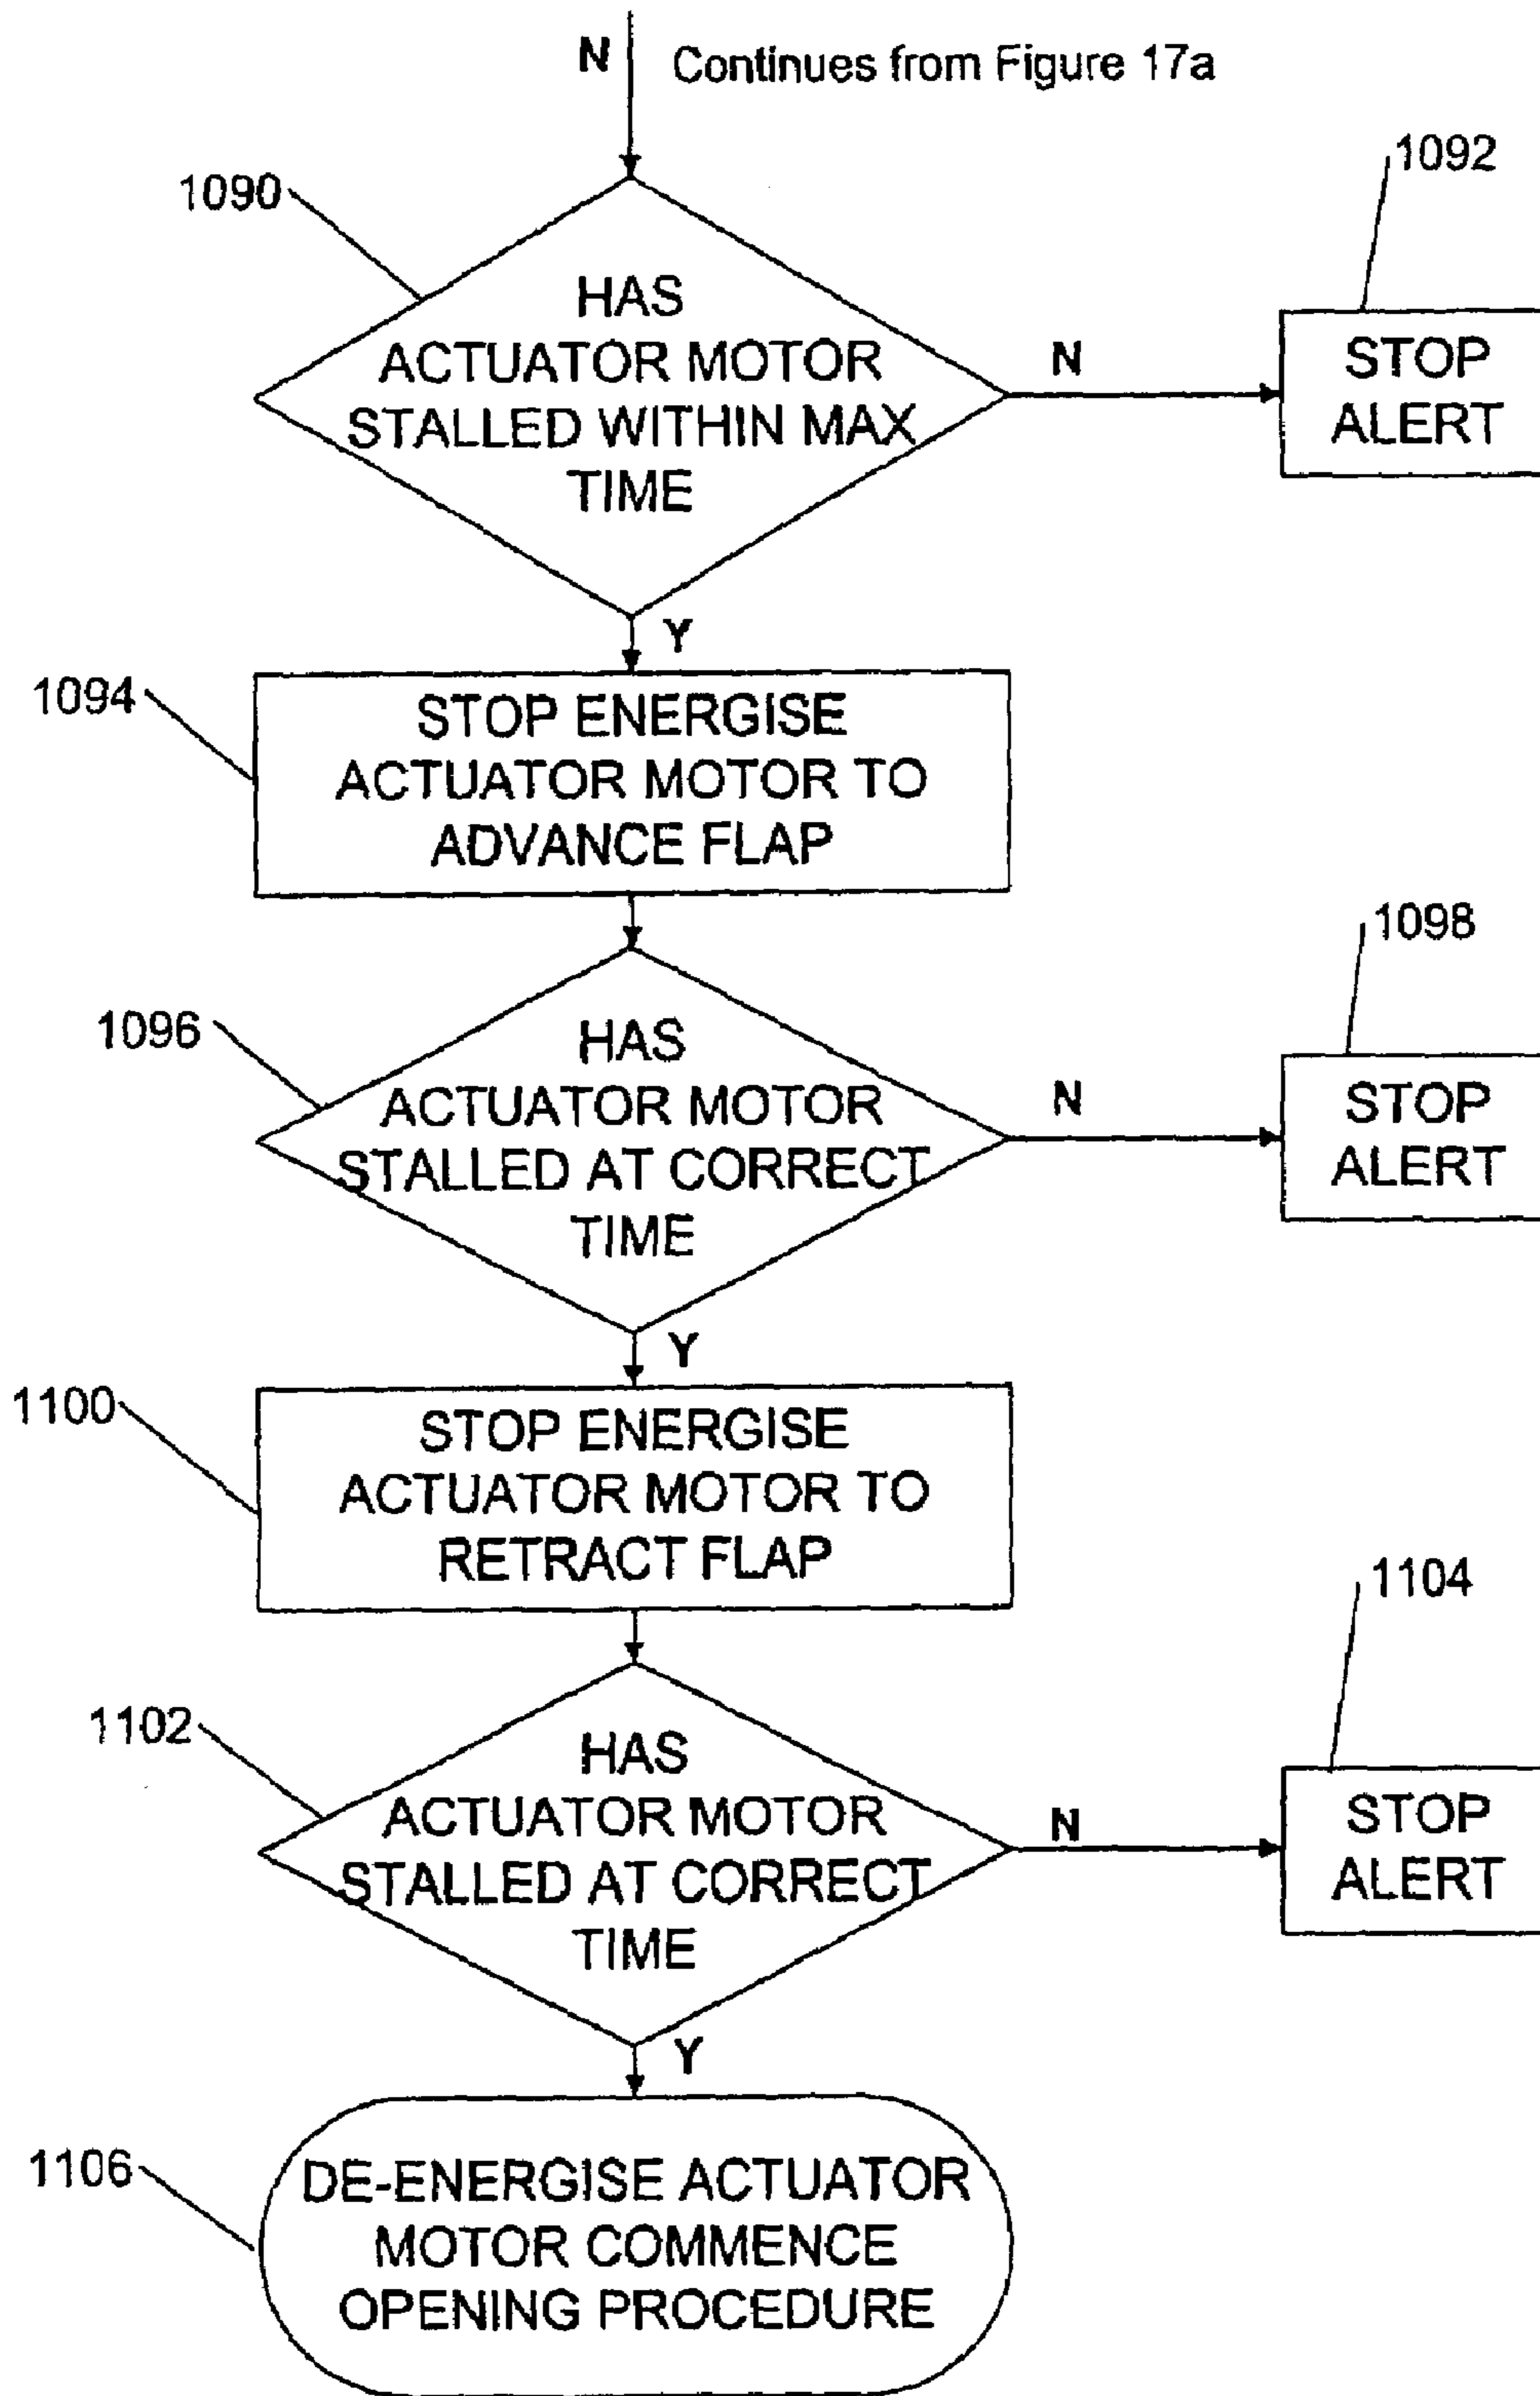 N
Continues from Figure 17a
1090
1092
HAS
ACTUATOR MOTOR
STALLED WITHIN MAX
TIME
N
STOP
ALERT
Y
1094
STOP ENERGISE
ACTUATOR MOTOR TO
ADVANCE FLAP
1096
1098
HAS
ACTUATOR MOTOR
STALLED AT CORRECT
TIME
N
STOP
ALERT
Y
1100
STOP ENERGISE
ACTUATOR MOTOR TO
RETRACT FLAP
1102
1104
HAS
ACTUATOR MOTOR
STALLED AT CORRECT
TIME
N
STOP
ALERT
Y
1106
DE-ENERGISE ACTUATOR
MOTOR COMMENCE
OPENING PROCEDURE